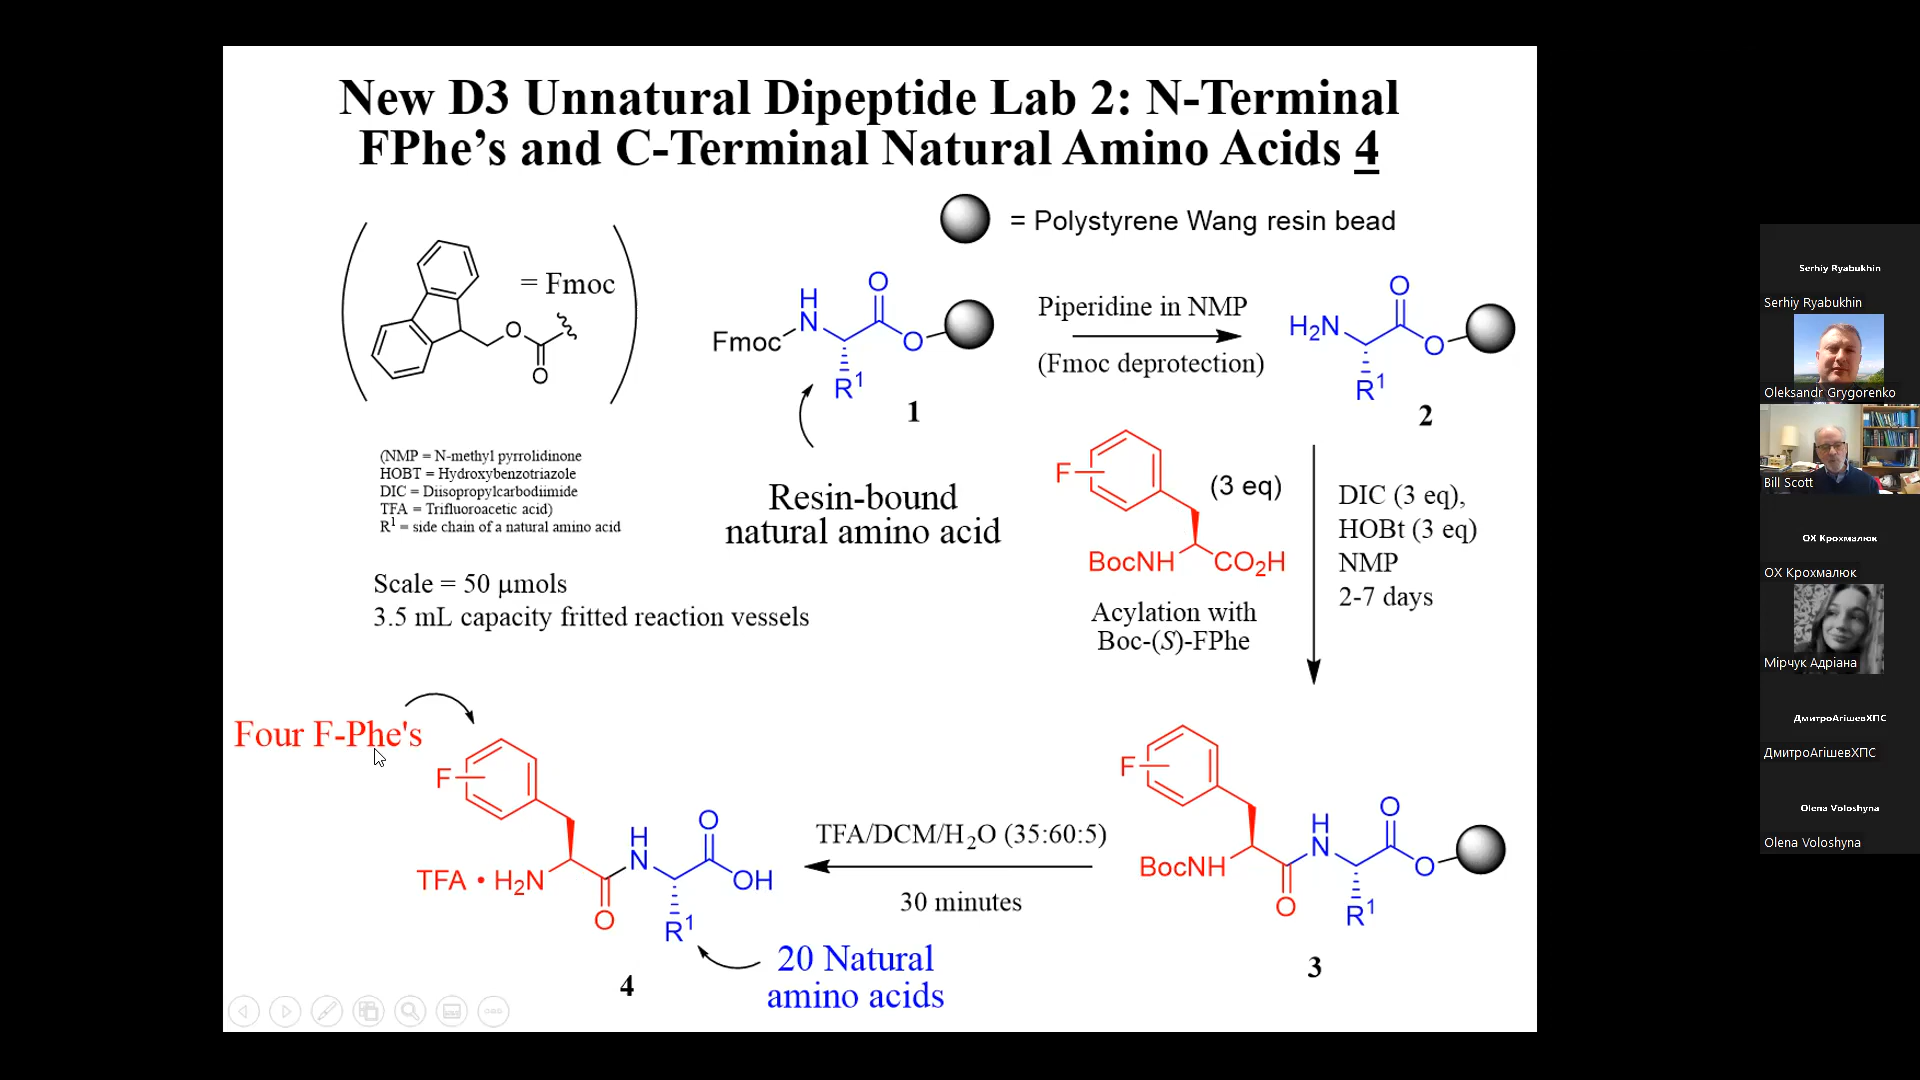 New D3 Unnatural Dipeptide Lab 2: N-Terminal
FPhe's and C-Terminal Natural Amino Acids 4
= Polystyrene Wang resin bead
= Fmoc
O
O
Fmoc
H
N
O
O
R1
1
Piperidine in NMP
(Fmoc deprotection)
H2N
O
O
R1
2
(NMP = N-methyl pyrrolidinone
HOBT = Hydroxybenzotriazole
DIC = Diisopropylcarbodiimide
TFA = Trifluoroacetic acid)
R1 = side chain of a natural amino acid
Resin-bound
natural amino acid
Scale = 50 μmols
3.5 mL capacity fritted reaction vessels
F
(3 eq)
BocNH
CO2H
Acylation with
Boc-(S)-FPhe
DIC (3 eq),
HOBt (3 eq)
NMP
2-7 days
Four F-Phe's
F
TFA • H2N
O
H
N
O
OH
R1
4
20 Natural
amino acids
TFA/DCM/H2O (35:60:5)
30 minutes
F
BocNH
O
H
N
O
O
R1
3
Serhiy Ryabukhin
Serhiy Ryabukhin
Oleksandr Grygorenko
Bill Scott
ОХ Крохмалюк
ОХ Крохмалюк
Мірчук Адріана
ДмитроАгішевХПС
ДмитроАгішевХПС
Olena Voloshyna
Olena Voloshyna